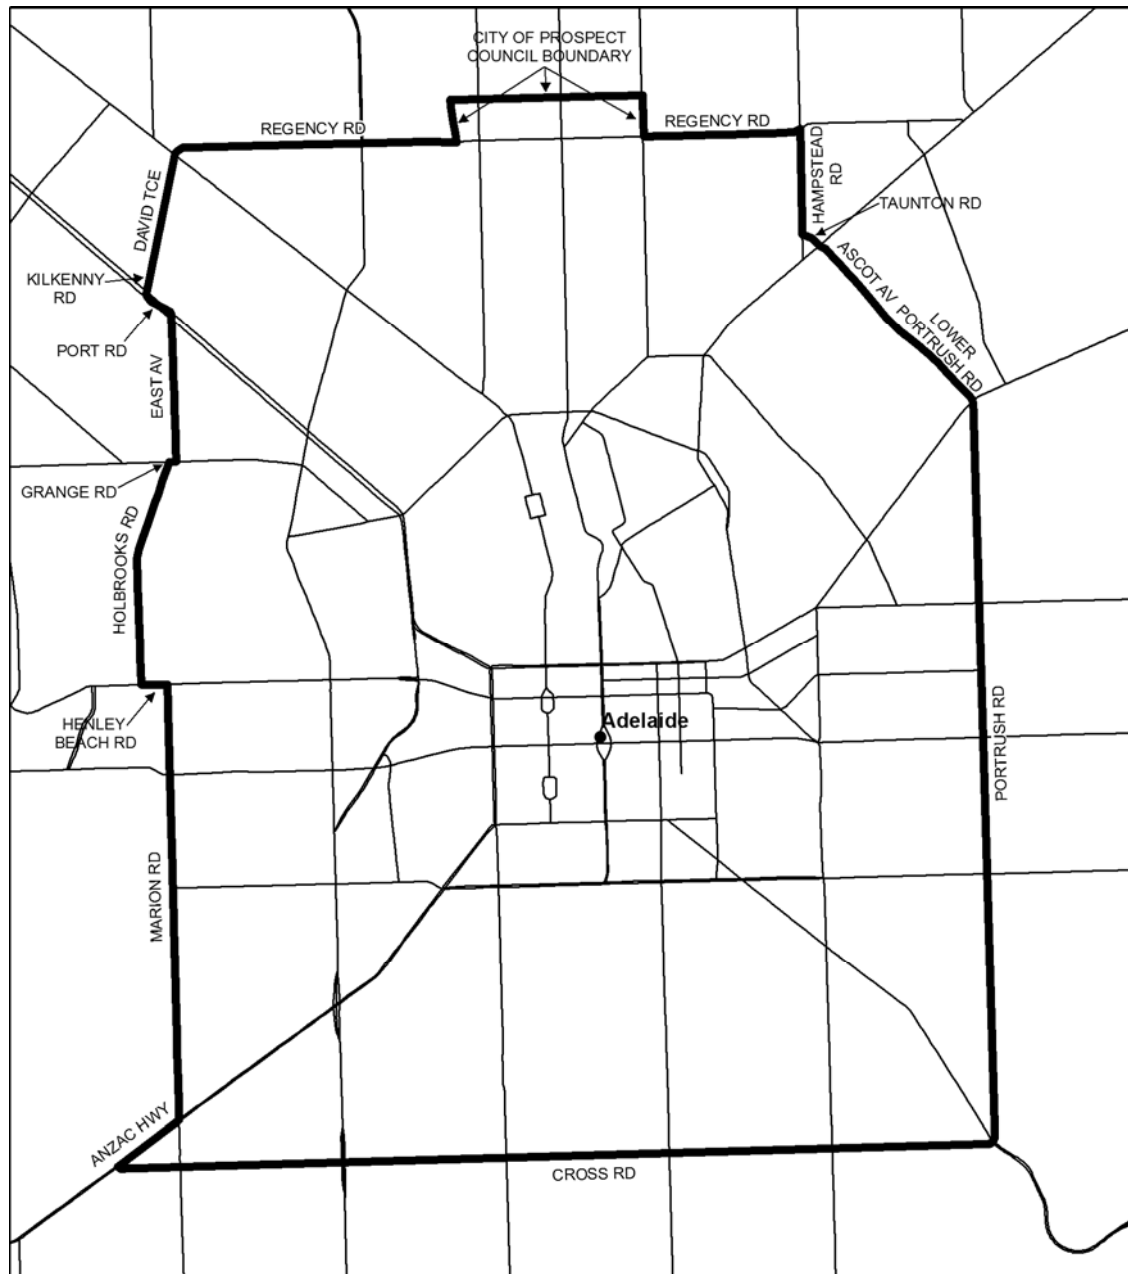 CITY OF PROSPECT
COUNCIL BOUNDARY
REGENCY RD
REGENCY RD
HAMPSTEAD
RD
TAUNTON RD
DAVID TCE
KILKENNY
RD
ASCOT AV
LOWER
PORTRUSH RD
PORT RD
EAST AV
GRANGE RD
HOLBROOKS RD
HENLEY
BEACH RD
Adelaide
PORTRUSH RD
MARION RD
ANZAC HWY
CROSS RD